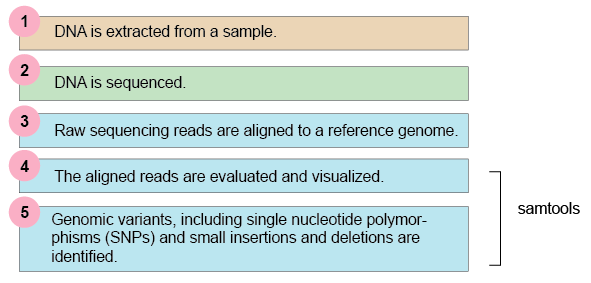 1
DNA is extracted from a sample.
2
DNA is sequenced.
3
Raw sequencing reads are aligned to a reference genome.
4
The aligned reads are evaluated and visualized.
5
Genomic variants, including single nucleotide polymor-
phisms (SNPs) and small insertions and deletions are
identified.
samtools